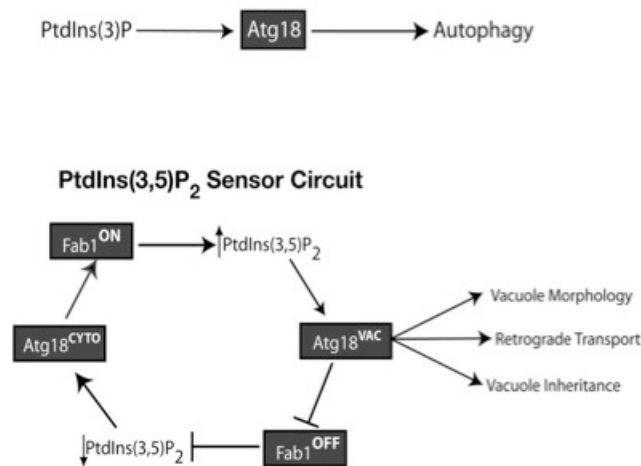 PtdIns(3)P
Atg18
Autophagy
PtdIns(3,5)P₂ Sensor Circuit
Fab1ᴼᴺ
↑PtdIns(3,5)P₂
Vacuole Morphology
Atg18ᶜʸᵀᴼ
Atg18ⱽᴬᶜ
Retrograde Transport
Vacuole Inheritance
↓PtdIns(3,5)P₂
Fab1ᴼᶠᶠ